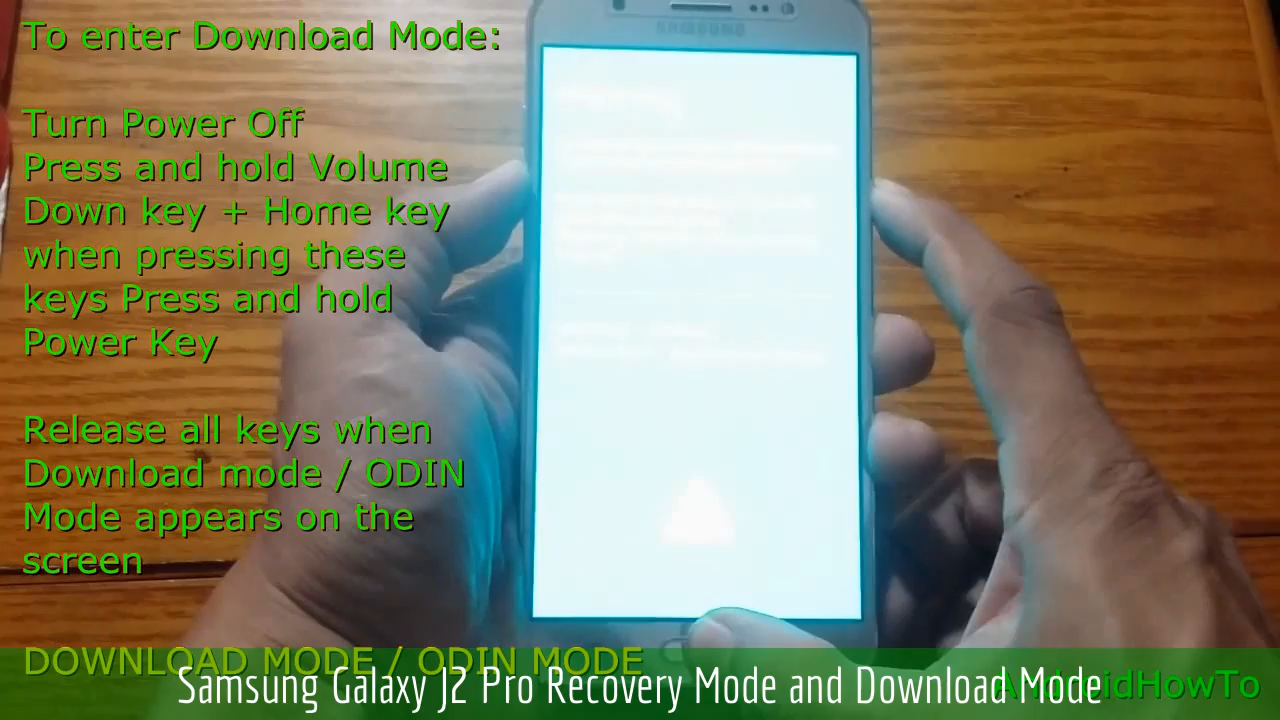 To enter Download Mode:
SAMSUNG
Turn Power Off
Press and hold Volume
Down key + Home key
when pressing these
keys Press and hold
Power Key
Release all keys when
Download mode / ODIN
Mode appears on the
screen
DOWNLOAD MODE / ODIN MODE
Samsung Galaxy J2 Pro Recovery Mode and Download Mode
AndroidHowTo